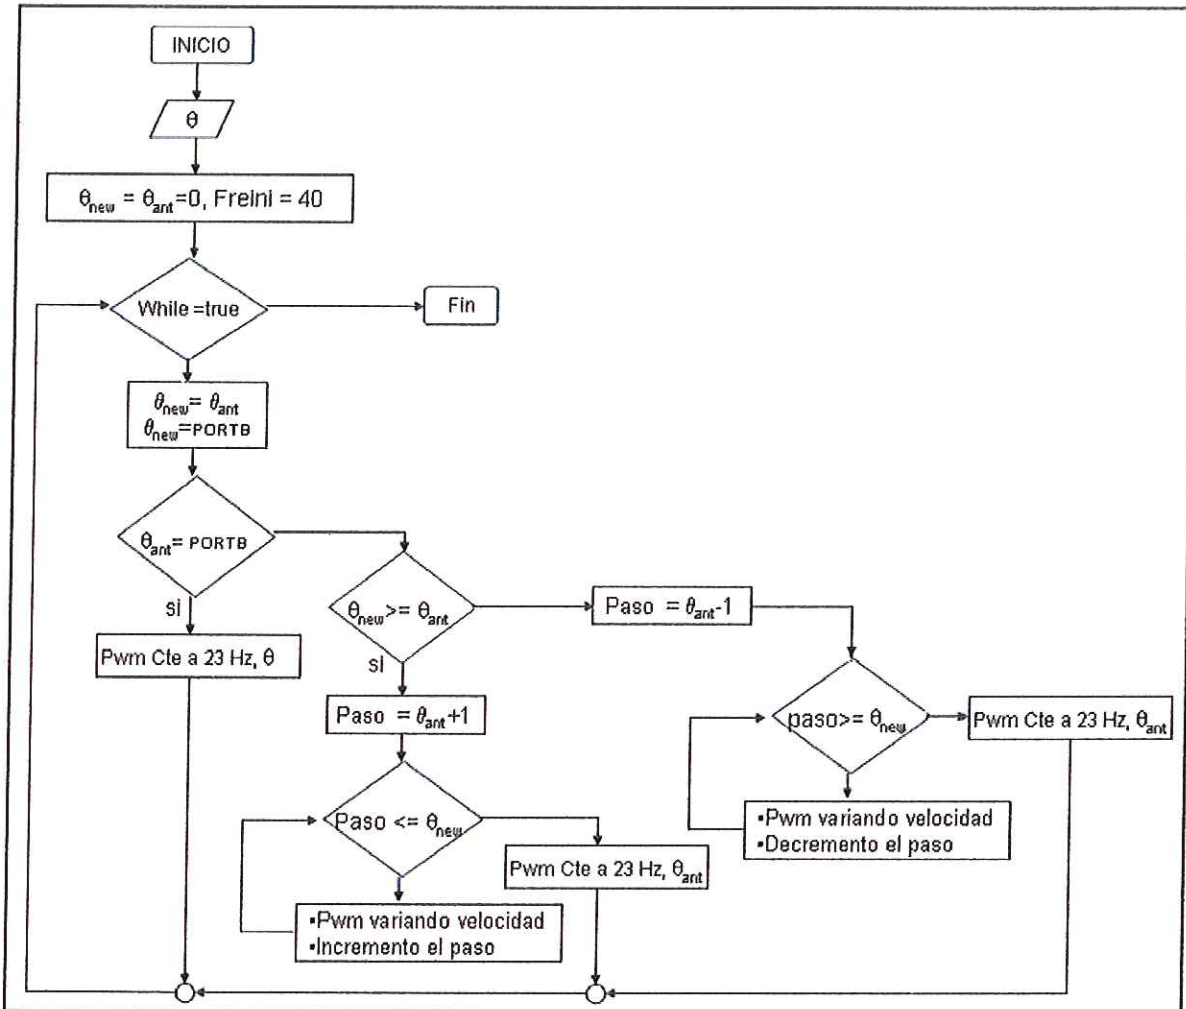 INICIO
θ
θnew = θant=0, FreIni = 40
While =true
Fin
θnew= θant
θnew=PORTB
θant= PORTB
si
Pwm Cte a 23 Hz, θ
θnew>= θant
si
Paso = θant-1
Paso = θant+1
paso>= θnew
Pwm Cte a 23 Hz, θant
•Pwm variando velocidad
•Decremento el paso
Paso <= θnew
Pwm Cte a 23 Hz, θant
•Pwm variando velocidad
•Incremento el paso